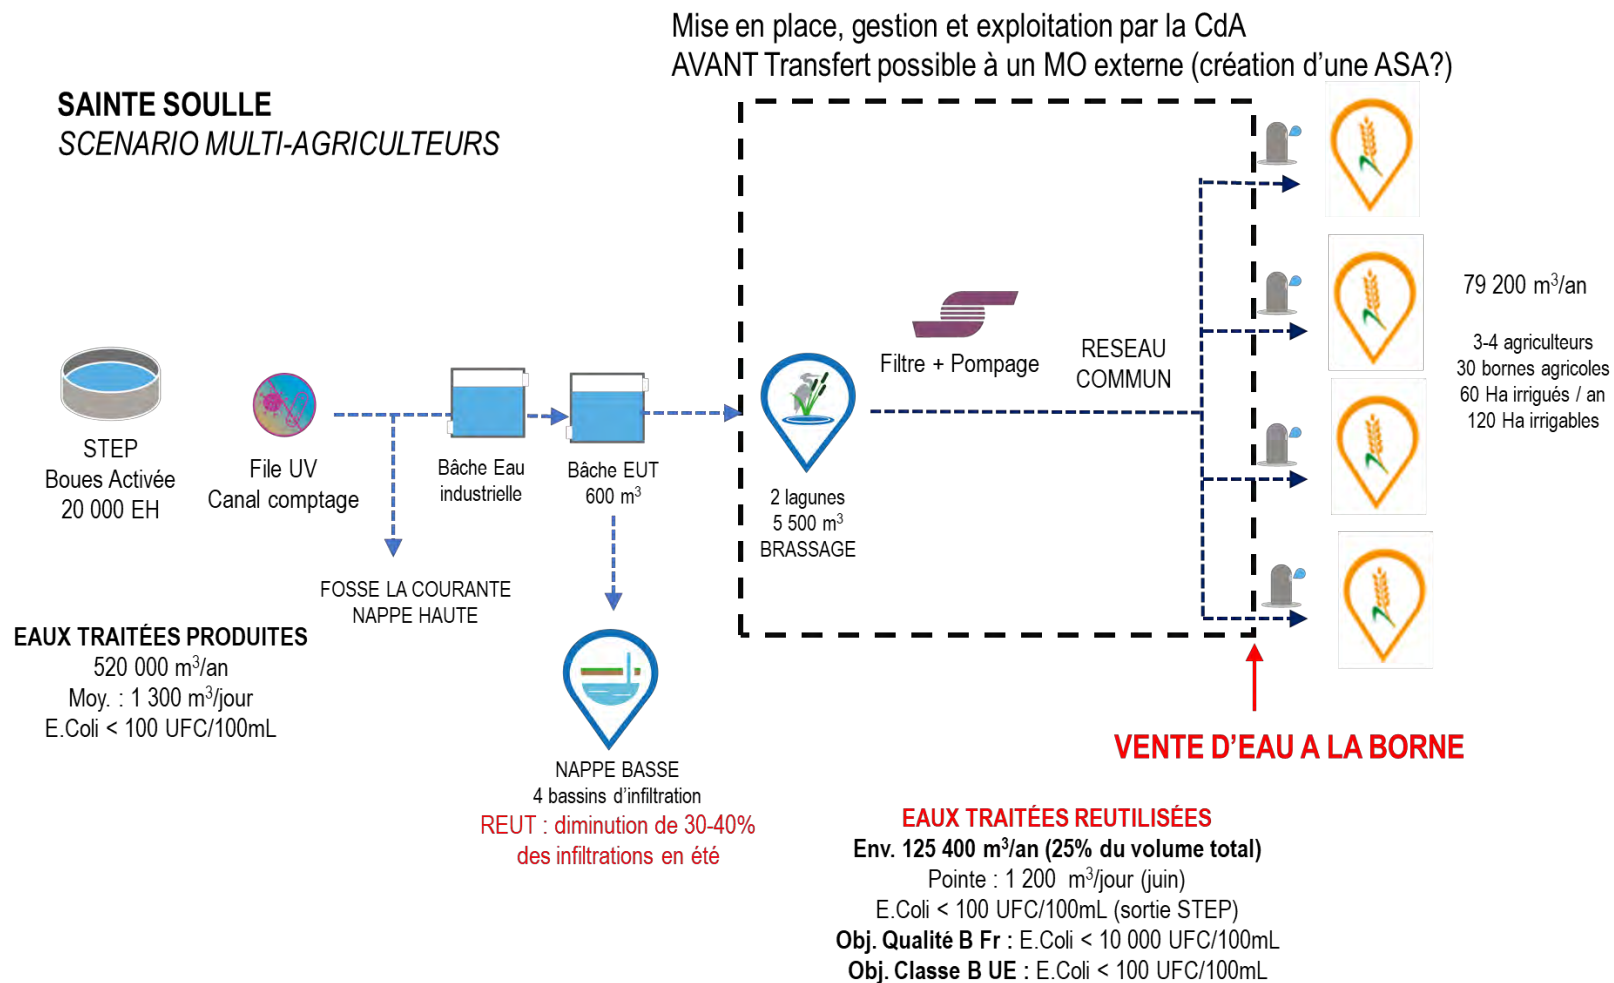 Mise en place, gestion et exploitation par la CdA
AVANT Transfert possible à un MO externe (création d'une ASA?)
SAINTE SOULLE
SCENARIO MULTI-AGRICULTEURS
STEP
Boues Activée
20 000 EH
File UV
Canal comptage
Bâche Eau
industrielle
Bâche EUT
600 m³
2 lagunes
5 500 m³
BRASSAGE
Filtre + Pompage
RESEAU
COMMUN
79 200 m³/an
3-4 agriculteurs
30 bornes agricoles
60 Ha irrigués / an
120 Ha irrigables
FOSSE LA COURANTE
NAPPE HAUTE
EAUX TRAITÉES PRODUITES
520 000 m³/an
Moy. : 1 300 m³/jour
E.Coli < 100 UFC/100mL
NAPPE BASSE
4 bassins d'infiltration
REUT : diminution de 30-40%
des infiltrations en été
VENTE D'EAU A LA BORNE
EAUX TRAITÉES REUTILISÉES
Env. 125 400 m³/an (25% du volume total)
Pointe : 1 200 m³/jour (juin)
E.Coli < 100 UFC/100mL (sortie STEP)
Obj. Qualité B Fr : E.Coli < 10 000 UFC/100mL
Obj. Classe B UE : E.Coli < 100 UFC/100mL